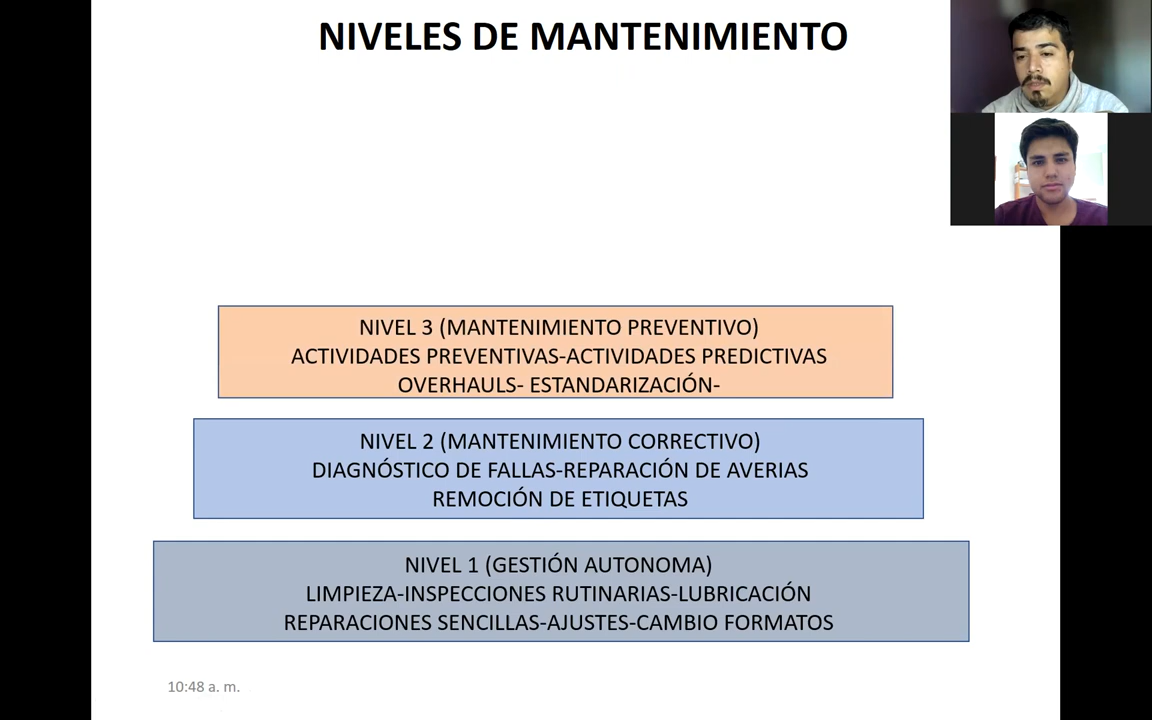 NIVELES DE MANTENIMIENTO
NIVEL 3 (MANTENIMIENTO PREVENTIVO)
ACTIVIDADES PREVENTIVAS-ACTIVIDADES PREDICTIVAS
OVERHAULS- ESTANDARIZACIÓN-
NIVEL 2 (MANTENIMIENTO CORRECTIVO)
DIAGNÓSTICO DE FALLAS-REPARACIÓN DE AVERIAS
REMOCIÓN DE ETIQUETAS
NIVEL 1 (GESTIÓN AUTONOMA)
LIMPIEZA-INSPECCIONES RUTINARIAS-LUBRICACIÓN
REPARACIONES SENCILLAS-AJUSTES-CAMBIO FORMATOS
10:48 a. m.